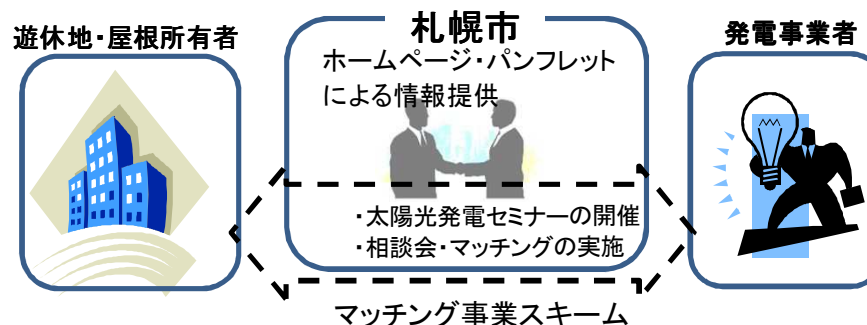 遊休地・屋根所有者
札幌市
発電事業者
ホームページ・パンフレット
による情報提供
・太陽光発電セミナーの開催
・相談会・マッチングの実施
マッチング事業スキーム